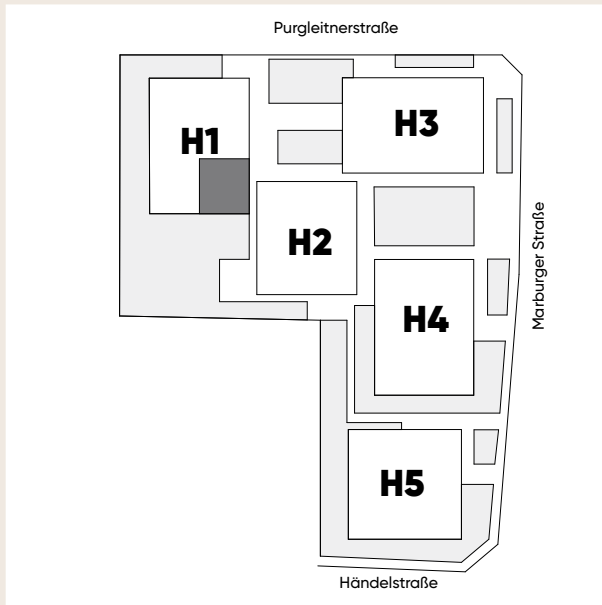 Purgleitnerstraße
H1
H3
H2
Marburger Straße
H4
H5
Händelstraße